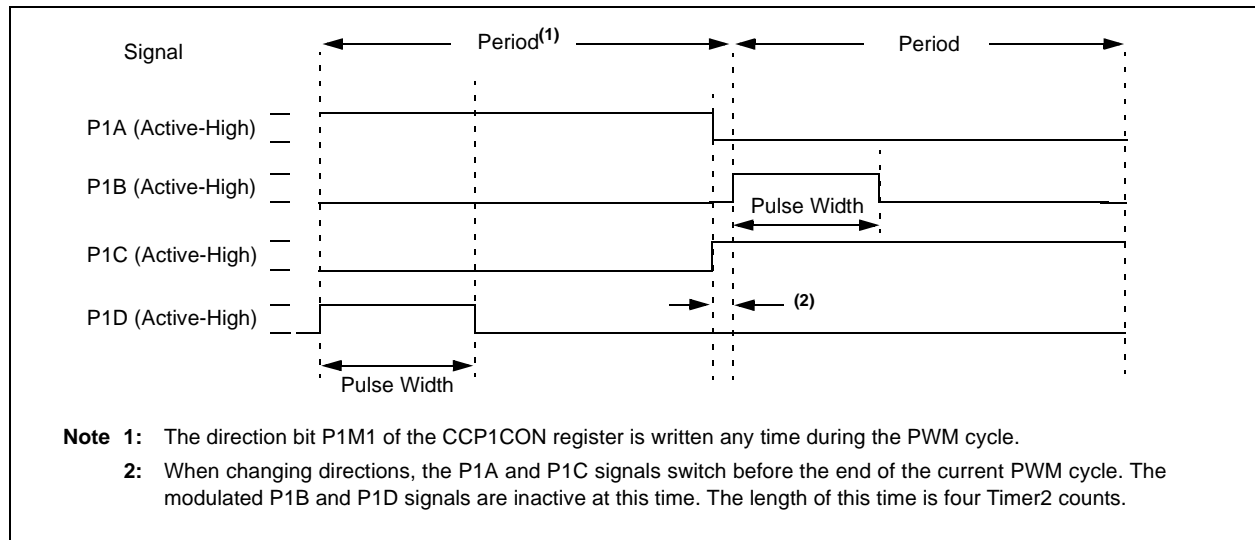 Signal
Period(1)
Period
P1A (Active-High)
P1B (Active-High)
Pulse Width
P1C (Active-High)
(2)
P1D (Active-High)
Pulse Width
Note 1: The direction bit P1M1 of the CCP1CON register is written any time during the PWM cycle.
2: When changing directions, the P1A and P1C signals switch before the end of the current PWM cycle. The
modulated P1B and P1D signals are inactive at this time. The length of this time is four Timer2 counts.